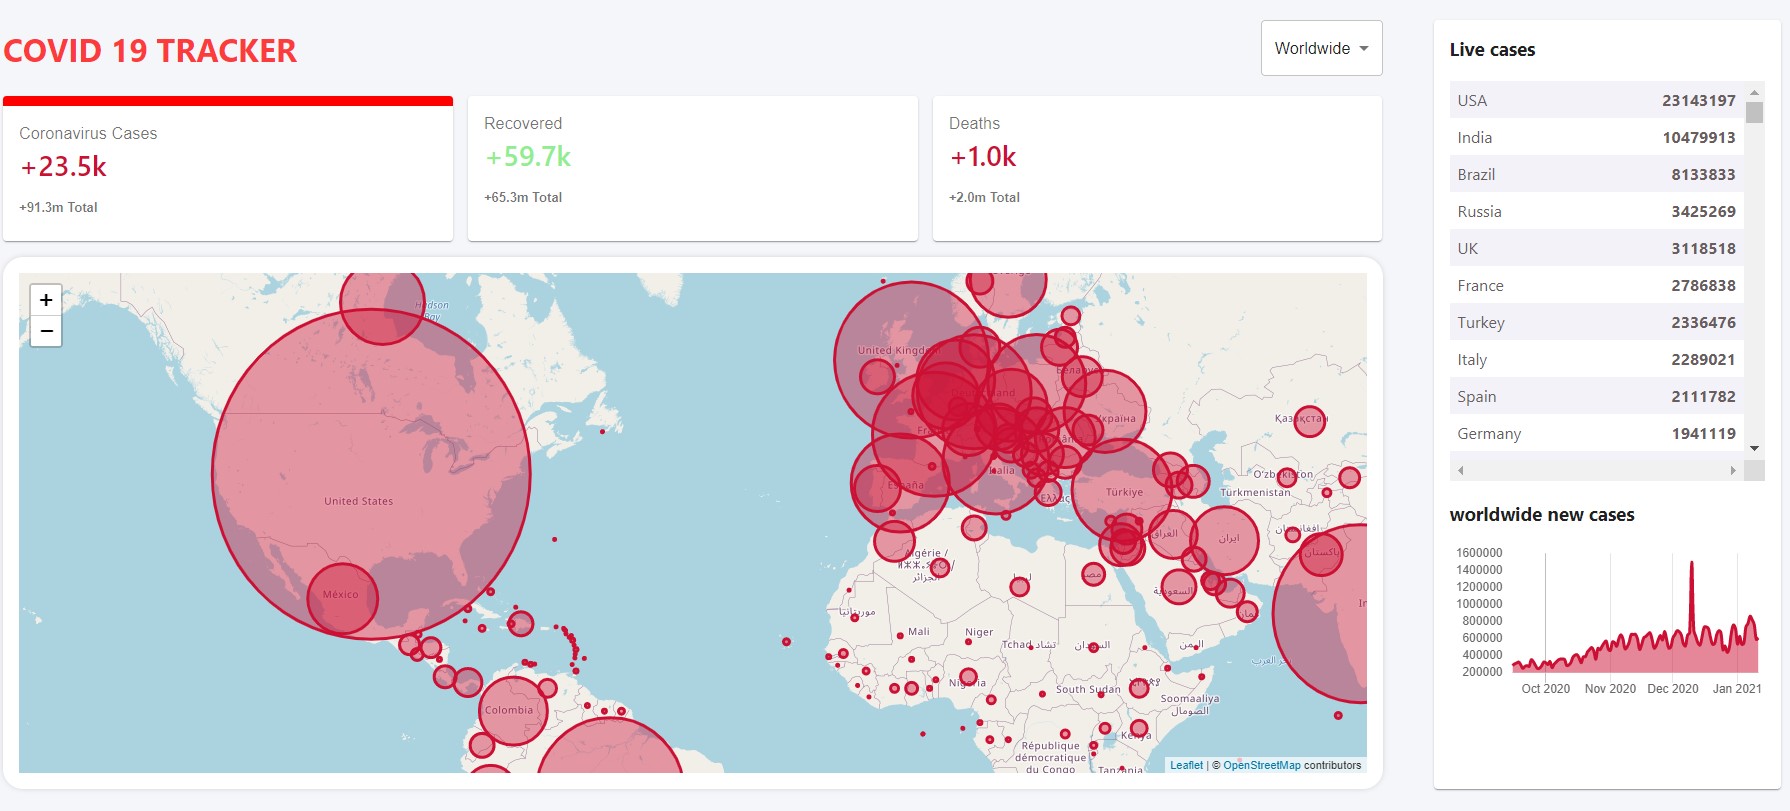 COVID 19 TRACKER
Worldwide
Coronavirus Cases
+23.5k
+91.3m Total
Recovered
+59.7k
+65.3m Total
Deaths
+1.0k
+2.0m Total
+
−
Hudson
Bay
United States
México
Colombia
United Kingdom
España
Italia
Беларусь
Україна
Türkiye
Қазақстан
Türkmenistan
العراق
ایران
پاکستان
السعودية
مصر
ليبيا
Algérie /
الجزائر
موريتانيا
Mali
Niger
Tchad تشاد
السودان
اليمن
Nigeria
South Sudan
Soomaaliya
الصومال
Kenya
République
démocratique
du Congo
Tanzania
Leaflet | © OpenStreetMap contributors
Live cases
USA 23143197
India 10479913
Brazil 8133833
Russia 3425269
UK 3118518
France 2786838
Turkey 2336476
Italy 2289021
Spain 2111782
Germany 1941119
worldwide new cases
1600000
1400000
1200000
1000000
800000
600000
400000
200000
Oct 2020 Nov 2020 Dec 2020 Jan 2021